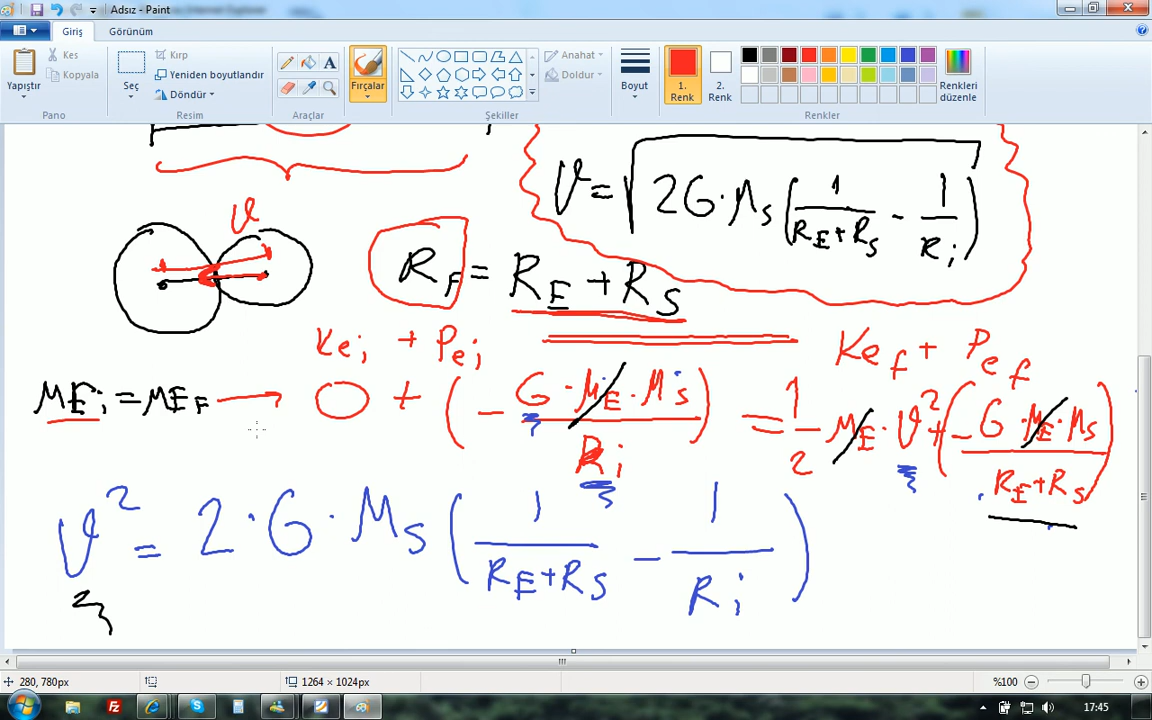 Adsız - Paint
Giriş Görünüm
Yapıştır Kes Kopyala Pano
Seç Kırp Yeniden boyutlandır Döndür Resim
A Fırçalar Araçlar
Anahat Doldur Şekiller
Boyut
1. Renk 2. Renk Renkleri düzenle Renkler
V = √(2G·Ms(1/(RE+RS) - 1/Ri))
V
RF = RE + RS
Kei + Pei Kef + Pef
MEi = MEF → 0 + (- G·ME·Ms / Ri) = 1/2 ME·V² + (- G·ME·Ms / RE+RS)
V² = 2·G·Ms (1/(RE+RS) - 1/Ri)
280, 780px 1264 × 1024px %100
17:45